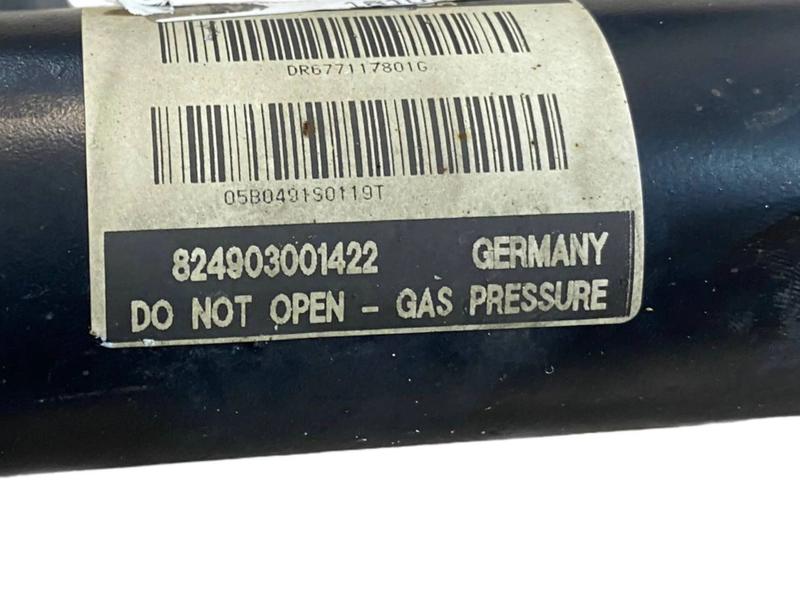 DR677117801G
05B0491S0119T
824903001422 GERMANY
DO NOT OPEN - GAS PRESSURE